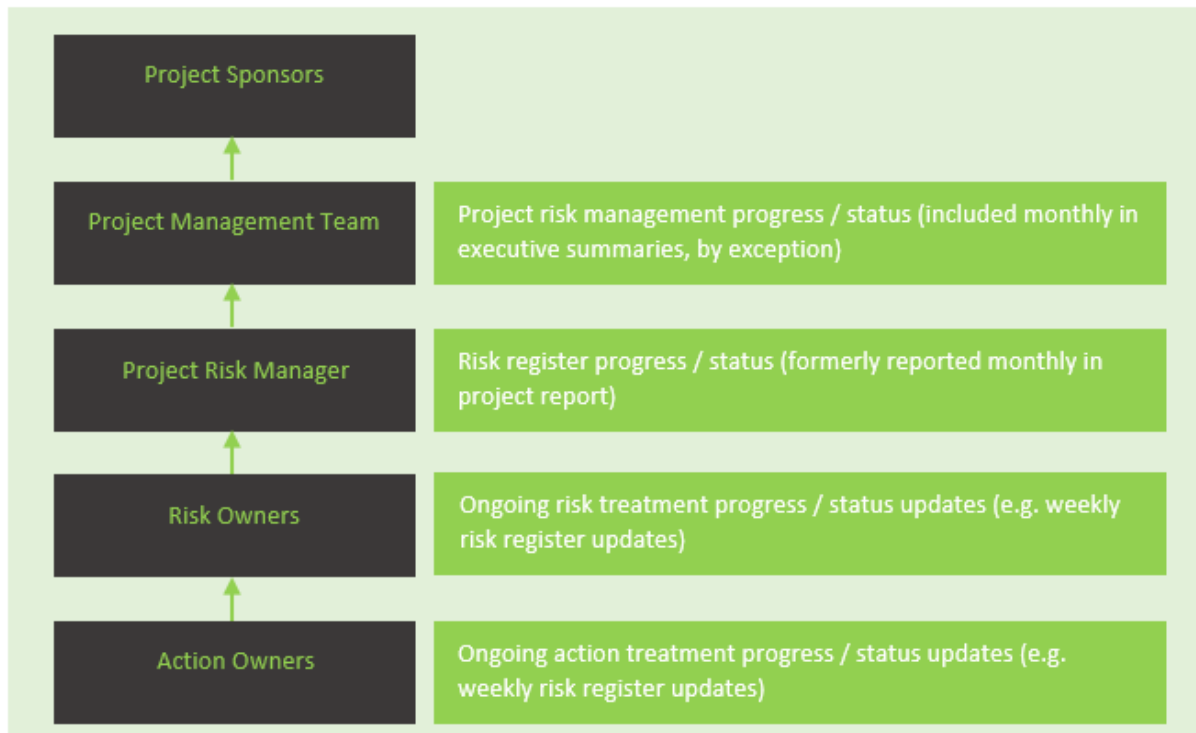 Project Sponsors
Project Management Team
Project risk management progress / status (included monthly in
executive summaries, by exception)
Project Risk Manager
Risk register progress / status (formerly reported monthly in
project report)
Risk Owners
Ongoing risk treatment progress / status updates (e.g. weekly
risk register updates)
Action Owners
Ongoing action treatment progress / status updates (e.g.
weekly risk register updates)